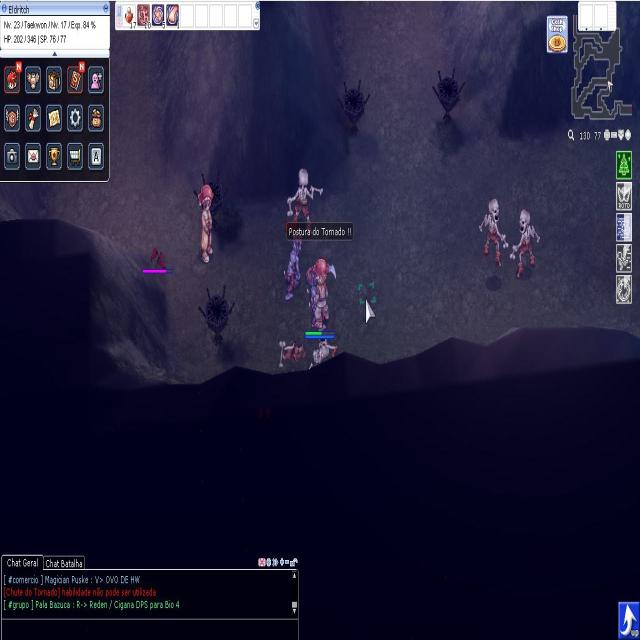 Eldritch
Nv. 23 / Taekwon / Nv. 17 / Exp. 84 %
HP. 202 / 346 | SP. 76 / 77
130 77
Postura do Tornado !!
Chat Geral
Chat Batalha
[ #comercio ] Magician Puske : V> OVO DE HW
[Chute do Tornado] habilidade não pode ser utilizada
[ #grupo ] Pala Bazuca : R-> Reden / Cigana DPS para Bio 4